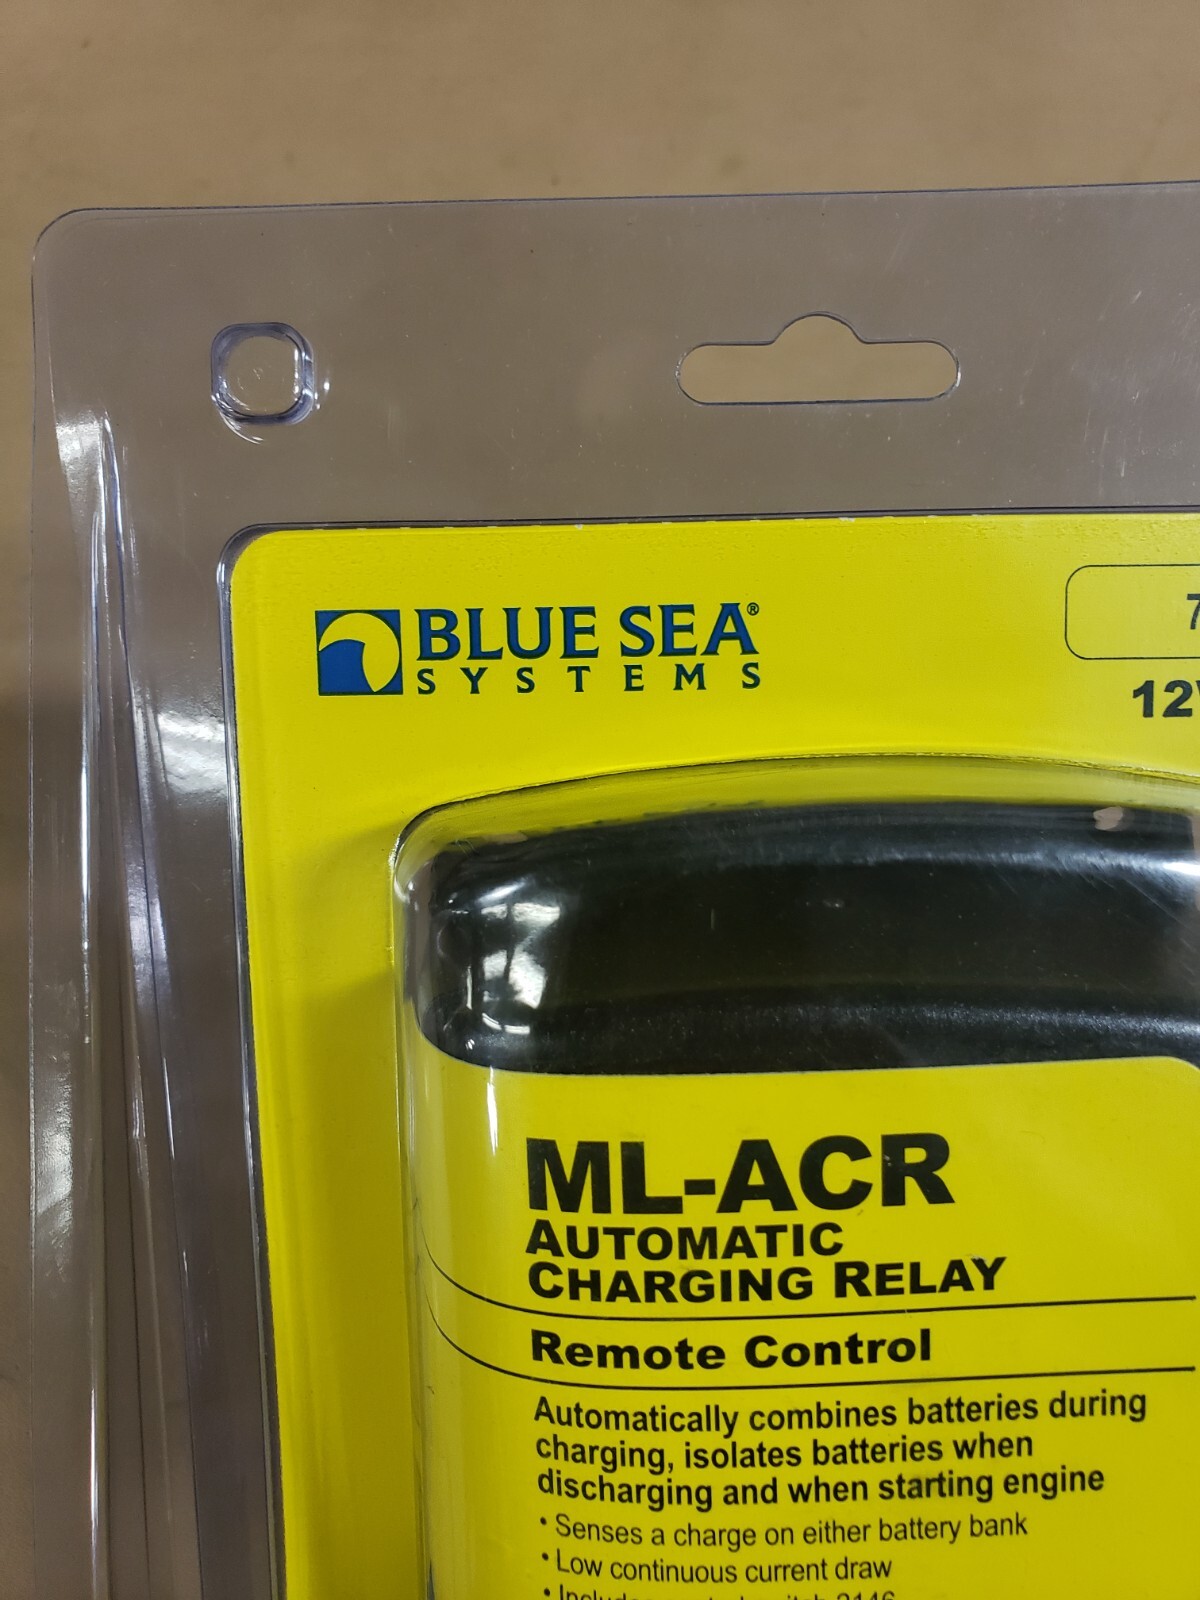 BLUE SEA®
SYSTEMS
7
12V
ML-ACR
AUTOMATIC
CHARGING RELAY
Remote Control
Automatically combines batteries during
charging, isolates batteries when
discharging and when starting engine
• Senses a charge on either battery bank
• Low continuous current draw